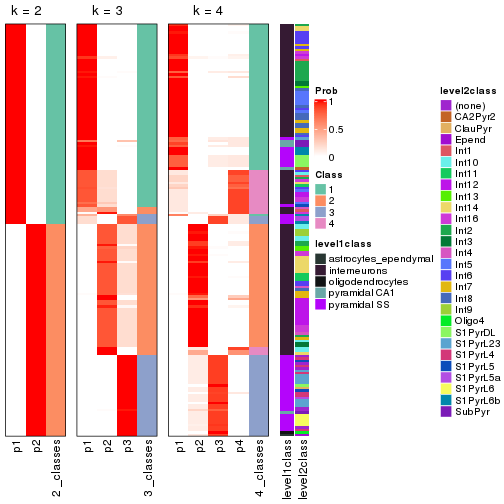 k = 2
k = 3
k = 4
p1
p2
2_classes
p1
p2
p3
3_classes
p1
p2
p3
p4
4_classes
level1class
level2class
Prob
1
0.5
0
Class
1
2
3
4
level1class
astrocytes_ependymal
interneurons
oligodendrocytes
pyramidal CA1
pyramidal SS
level2class
(none)
CA2Pyr2
ClauPyr
Epend
Int1
Int10
Int11
Int12
Int13
Int14
Int16
Int2
Int3
Int4
Int5
Int6
Int7
Int8
Int9
Oligo4
S1PyrDL
S1PyrL23
S1PyrL4
S1PyrL5
S1PyrL5a
S1PyrL6
S1PyrL6b
SubPyr